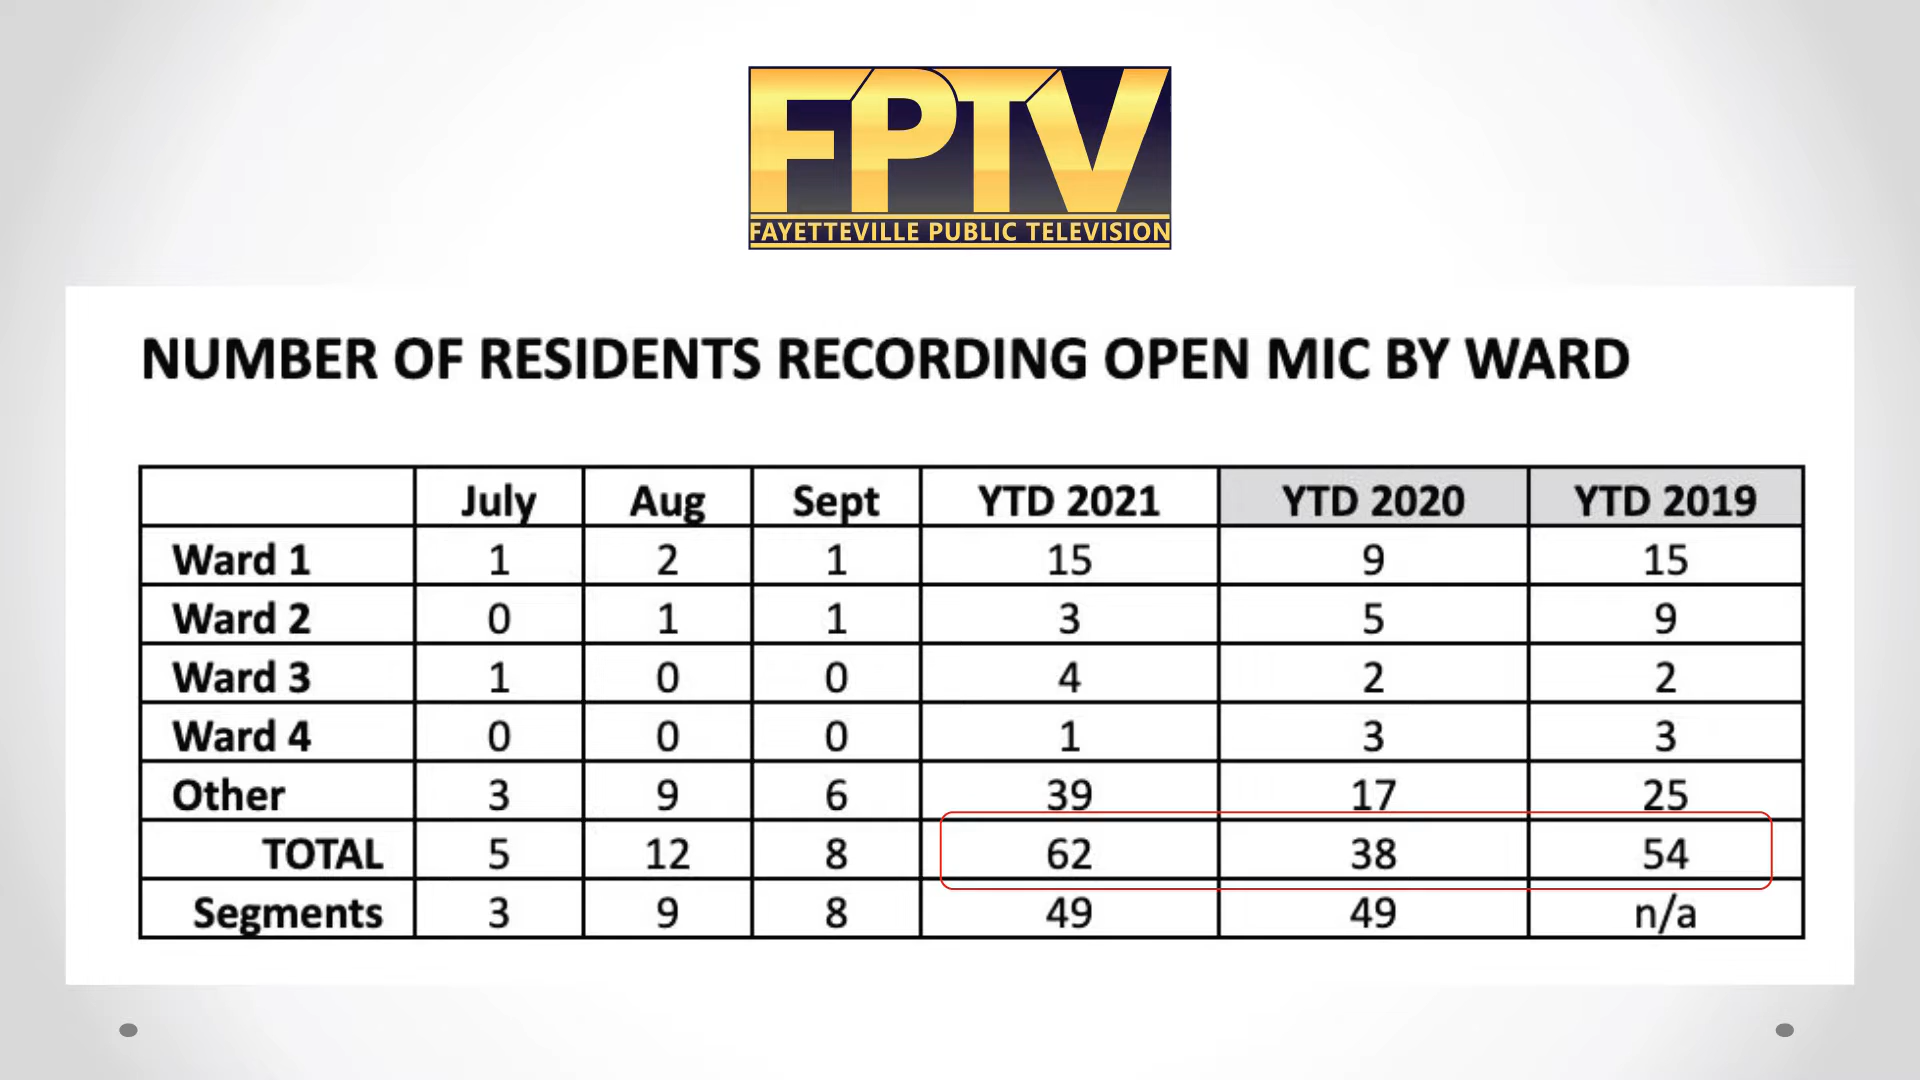 FPTV
FAYETTEVILLE PUBLIC TELEVISION
NUMBER OF RESIDENTS RECORDING OPEN MIC BY WARD
July Aug Sept YTD 2021 YTD 2020 YTD 2019
Ward 1 1 2 1 15 9 15
Ward 2 0 1 1 3 5 9
Ward 3 1 0 0 4 2 2
Ward 4 0 0 0 1 3 3
Other 3 9 6 39 17 25
TOTAL 5 12 8 62 38 54
Segments 3 9 8 49 49 n/a